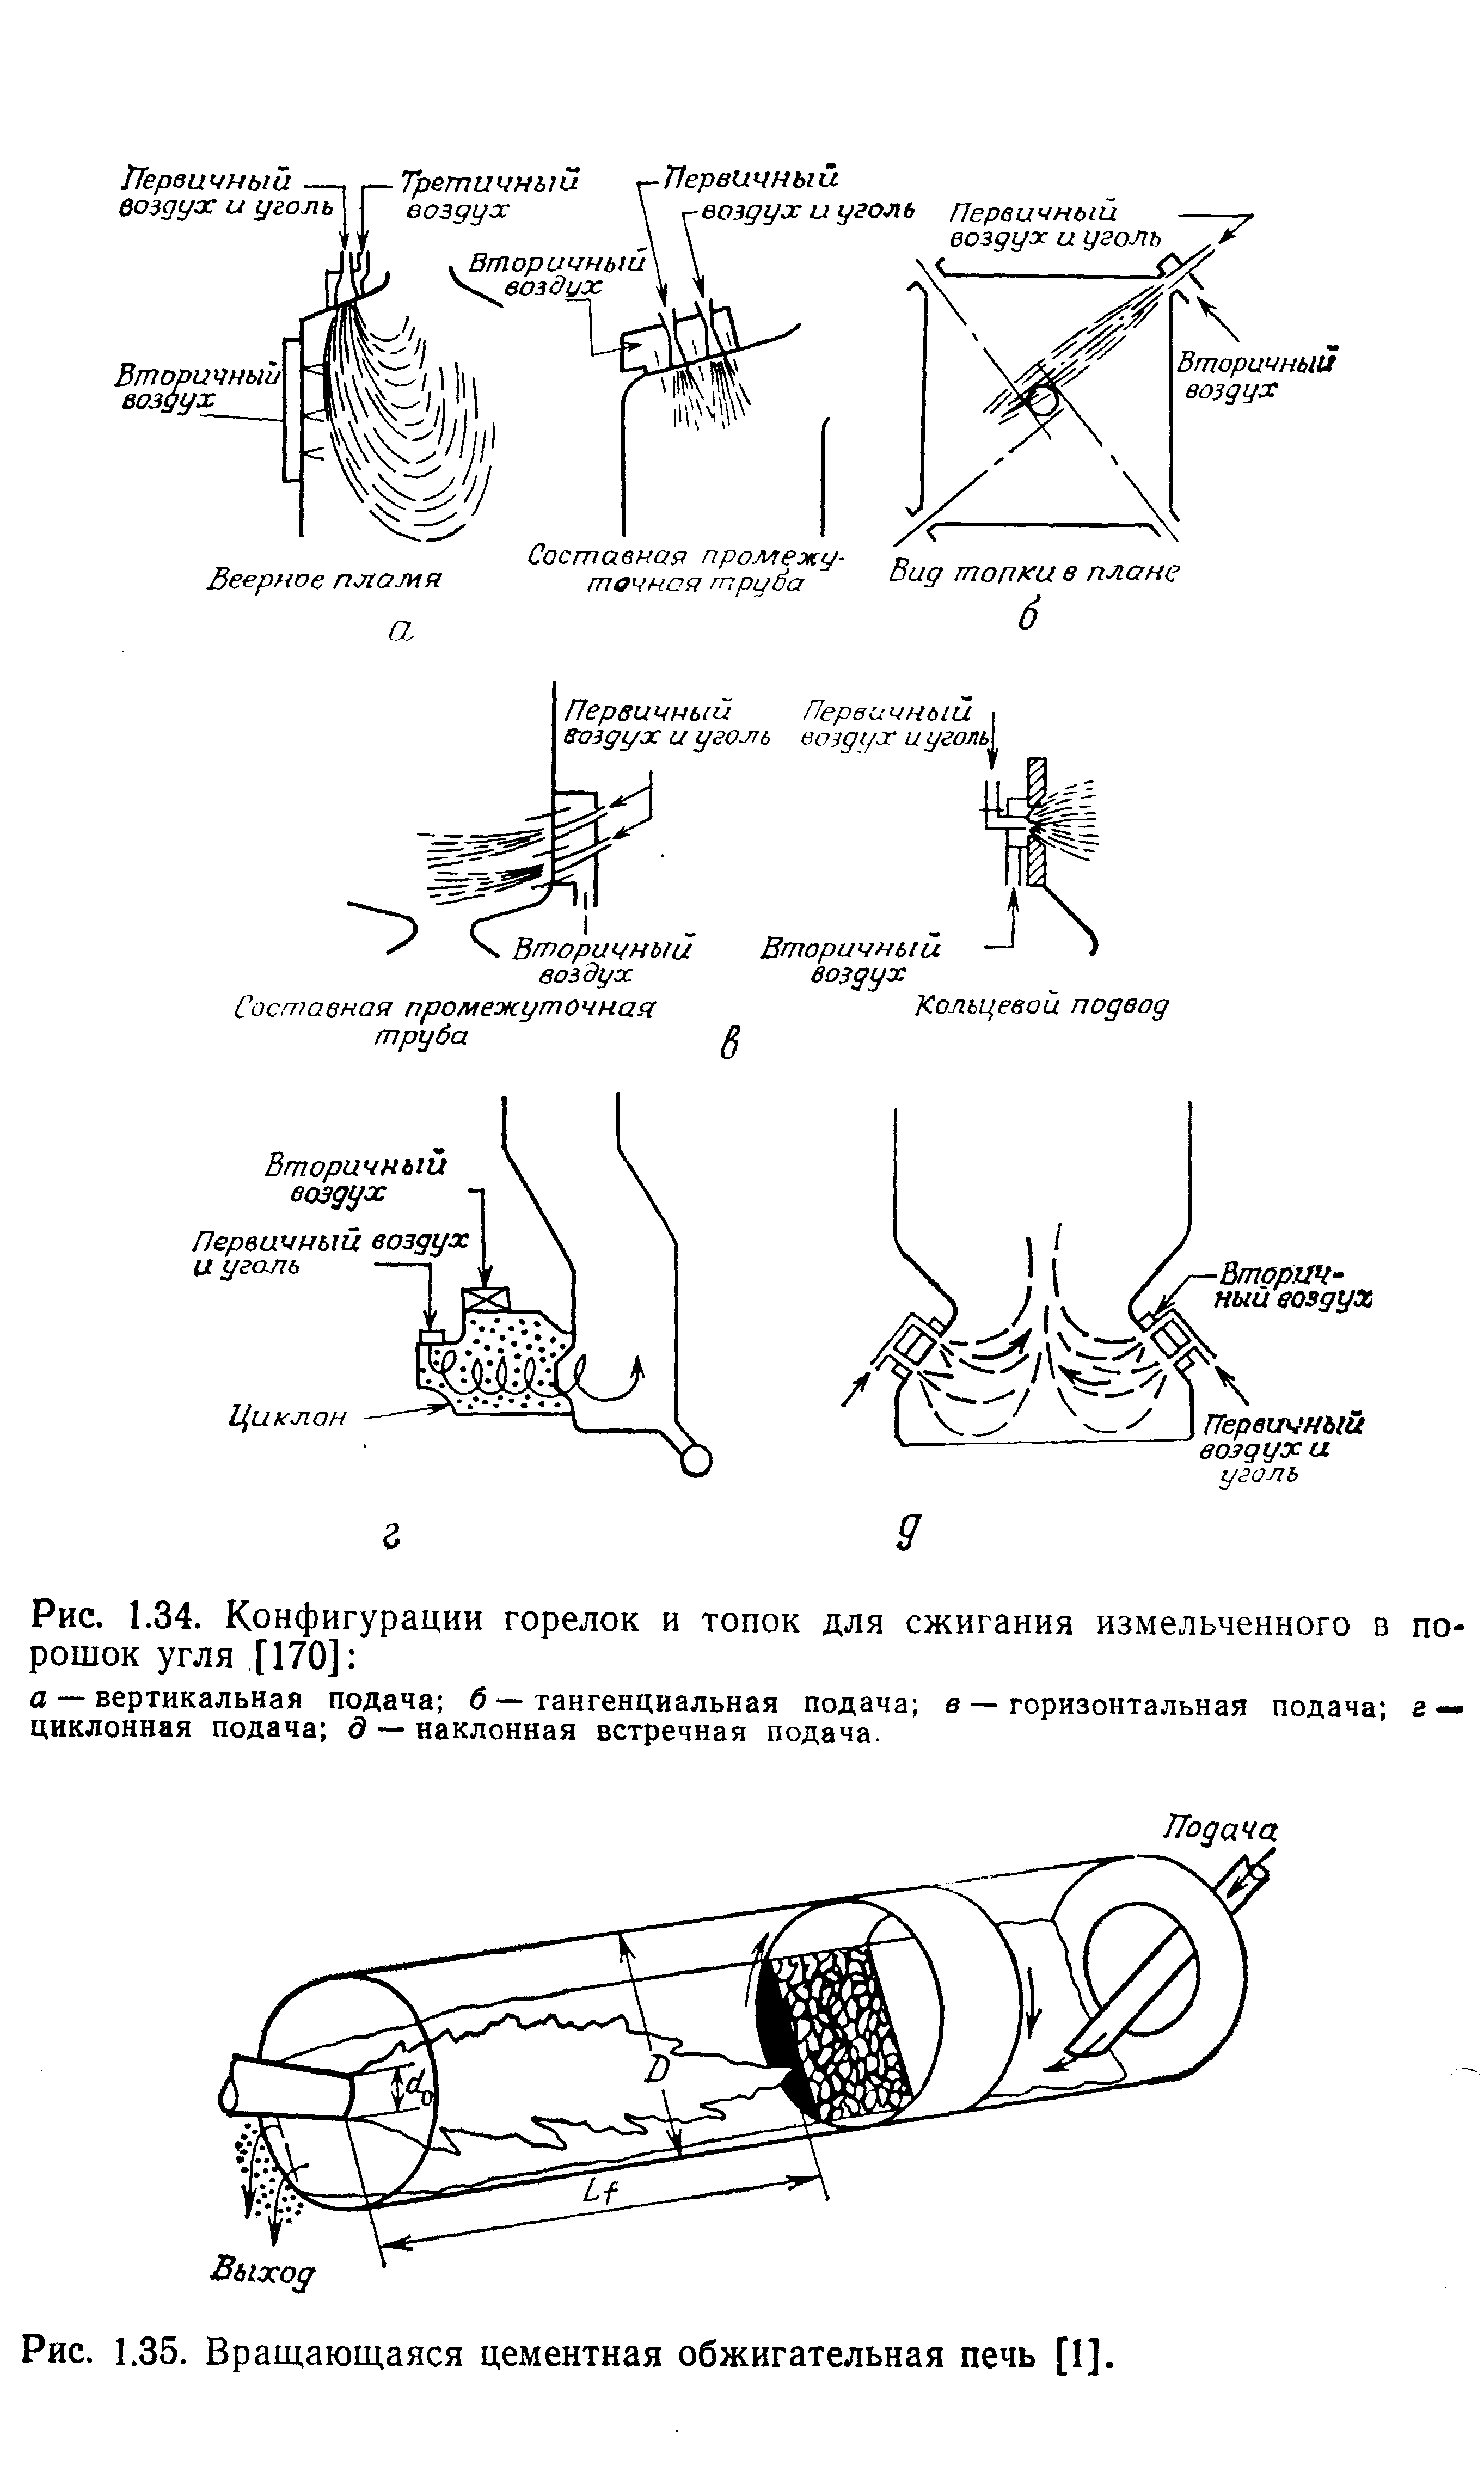 Первичный
воздух и уголь
Третичный
воздух
Вторичный
воздух
Веерное пламя
а
Первичный
воздух и уголь
Вторичный
воздух
Составная промежу-
точная труба
Первичный
воздух и уголь
Вторичный
воздух
Вид топки в плане
б
Первичный
воздух и уголь
Вторичный
воздух
Составная промежуточная
труба
Первичный
воздух и уголь
Вторичный
воздух
Кольцевой подвод
в
Вторичный
воздух
Первичный воздух
и уголь
Циклон
г
Вторич-
ный воздух
Первичный
воздух и
уголь
д
Рис. 1.34. Конфигурации горелок и топок для сжигания измельченного в по-
рошок угля [170]:
а — вертикальная подача; б — тангенциальная подача; в — горизонтальная подача; г —
циклонная подача; д — наклонная встречная подача.
Подача
D
d₀
Lf
Выход
Рис. 1.35. Вращающаяся цементная обжигательная печь [1].